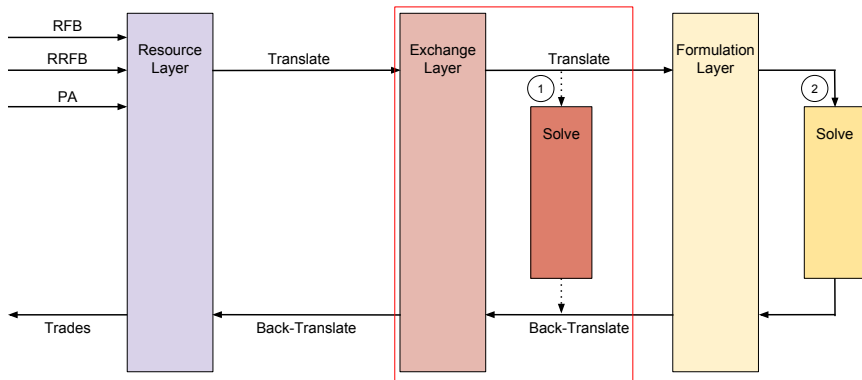 RFB
RRFB
PA
Resource
Layer
Translate
Exchange
Layer
Translate
1
Solve
Formulation
Layer
2
Solve
Trades
Back-Translate
Back-Translate